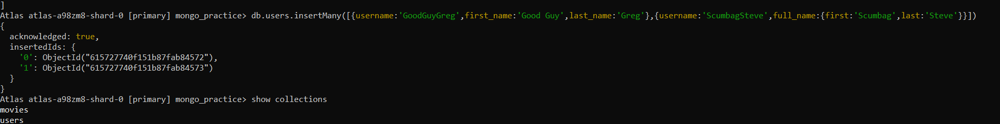 ]
Atlas atlas-a98zm8-shard-0 [primary] mongo_practice> db.users.insertMany([{username:'GoodGuyGreg',first_name:'Good Guy',last_name:'Greg'},{username:'ScumbagSteve',full_name:{first:'Scumbag',last:'Steve'}}])
{
  acknowledged: true,
  insertedIds: {
    '0': ObjectId("615727740f151b87fab84572"),
    '1': ObjectId("615727740f151b87fab84573")
  }
}
Atlas atlas-a98zm8-shard-0 [primary] mongo_practice> show collections
movies
users